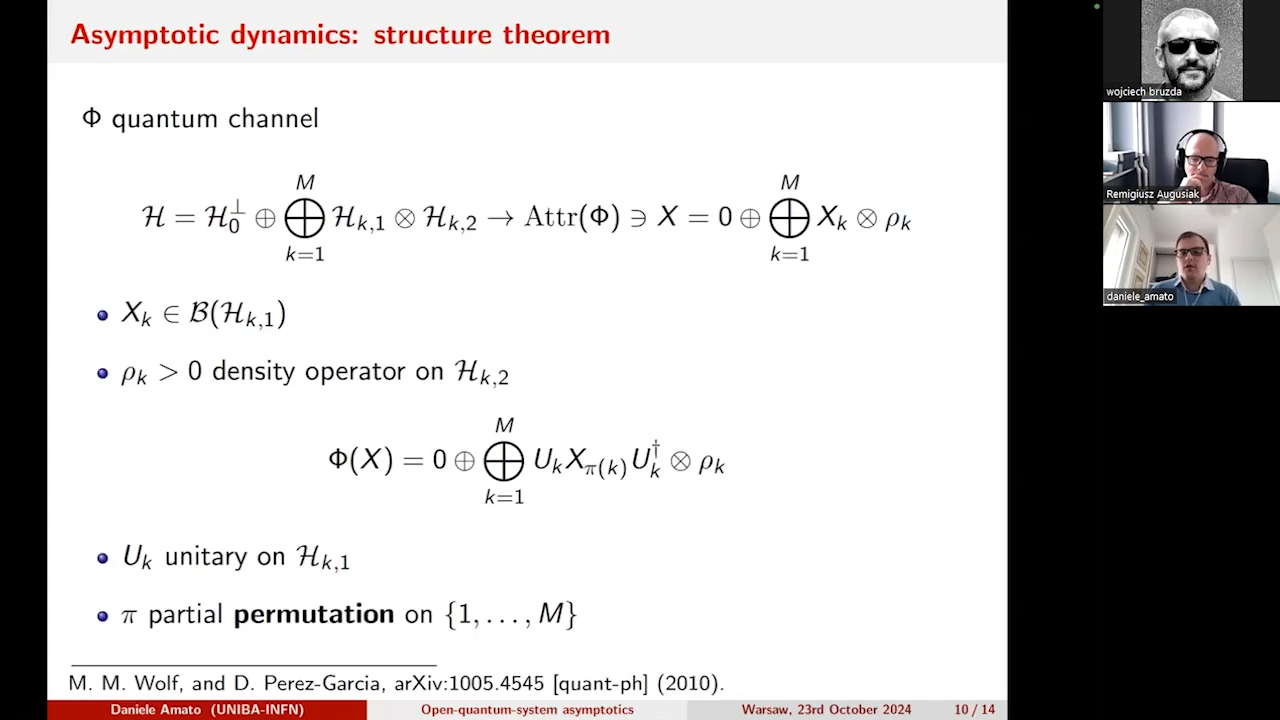 Asymptotic dynamics: structure theorem
Φ quantum channel
ℋ = ℋ₀^⊥ ⊕ ⨁_{k=1}^{M} ℋ_{k,1} ⊗ ℋ_{k,2} → Attr(Φ) ∋ X = 0 ⊕ ⨁_{k=1}^{M} X_k ⊗ ρ_k
• X_k ∈ ℬ(ℋ_{k,1})
• ρ_k > 0 density operator on ℋ_{k,2}
Φ(X) = 0 ⊕ ⨁_{k=1}^{M} U_k X_{π(k)} U_k^† ⊗ ρ_k
• U_k unitary on ℋ_{k,1}
• π partial permutation on {1, . . . , M}
M. M. Wolf, and D. Perez-Garcia, arXiv:1005.4545 [quant-ph] (2010).
Daniele Amato (UNIBA-INFN) Open-quantum-system asymptotics Warsaw, 23rd October 2024 10 / 14
wojciech bruzda
Remigiusz Augusiak
daniele_amato